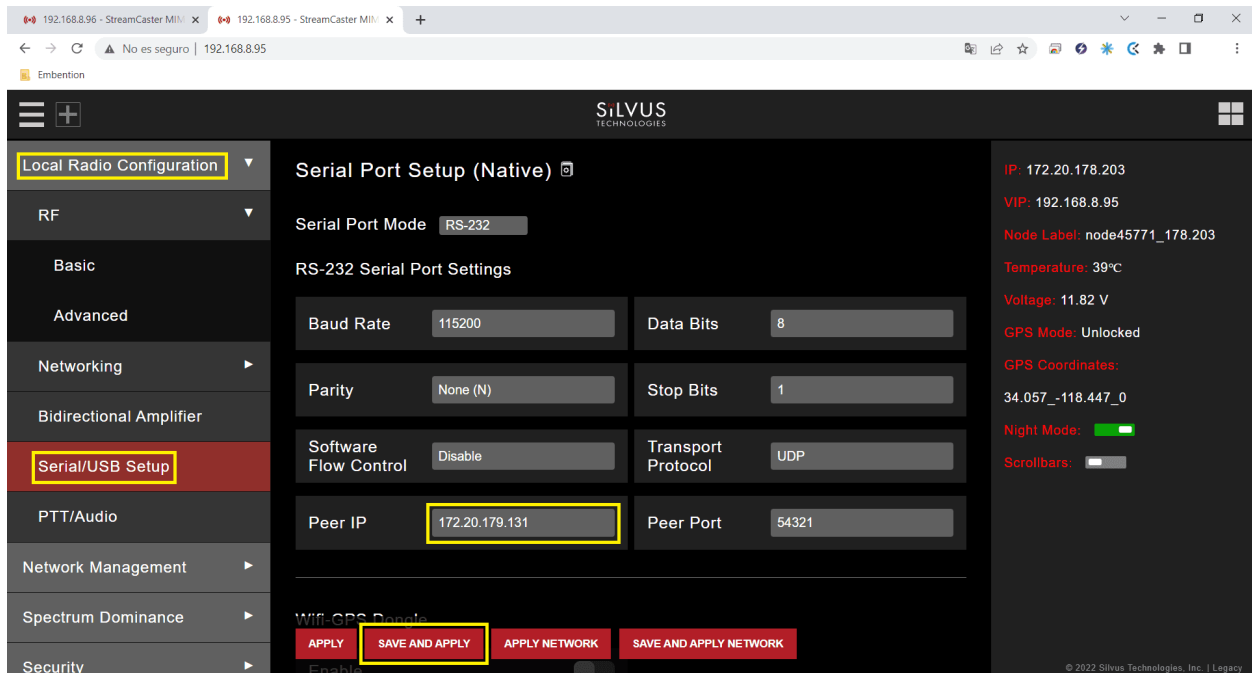 192.168.8.96 - StreamCaster MIM
192.168.8.95 - StreamCaster MIM
No es seguro | 192.168.8.95
Embention
SiLVUS
TECHNOLOGIES
Local Radio Configuration
RF
Basic
Advanced
Networking
Bidirectional Amplifier
Serial/USB Setup
PTT/Audio
Network Management
Spectrum Dominance
Security
Serial Port Setup (Native)
Serial Port Mode RS-232
RS-232 Serial Port Settings
Baud Rate 115200 Data Bits 8
Parity None (N) Stop Bits 1
Software
Flow Control Disable Transport
Protocol UDP
Peer IP 172.20.179.131 Peer Port 54321
Wifi-GPS Dongle
APPLY SAVE AND APPLY APPLY NETWORK SAVE AND APPLY NETWORK
Enable
IP: 172.20.178.203
VIP: 192.168.8.95
Node Label: node45771_178.203
Temperature: 39°C
Voltage: 11.82 V
GPS Mode: Unlocked
GPS Coordinates:
34.057_-118.447_0
Night Mode:
Scrollbars:
© 2022 Silvus Technologies, Inc. | Legacy